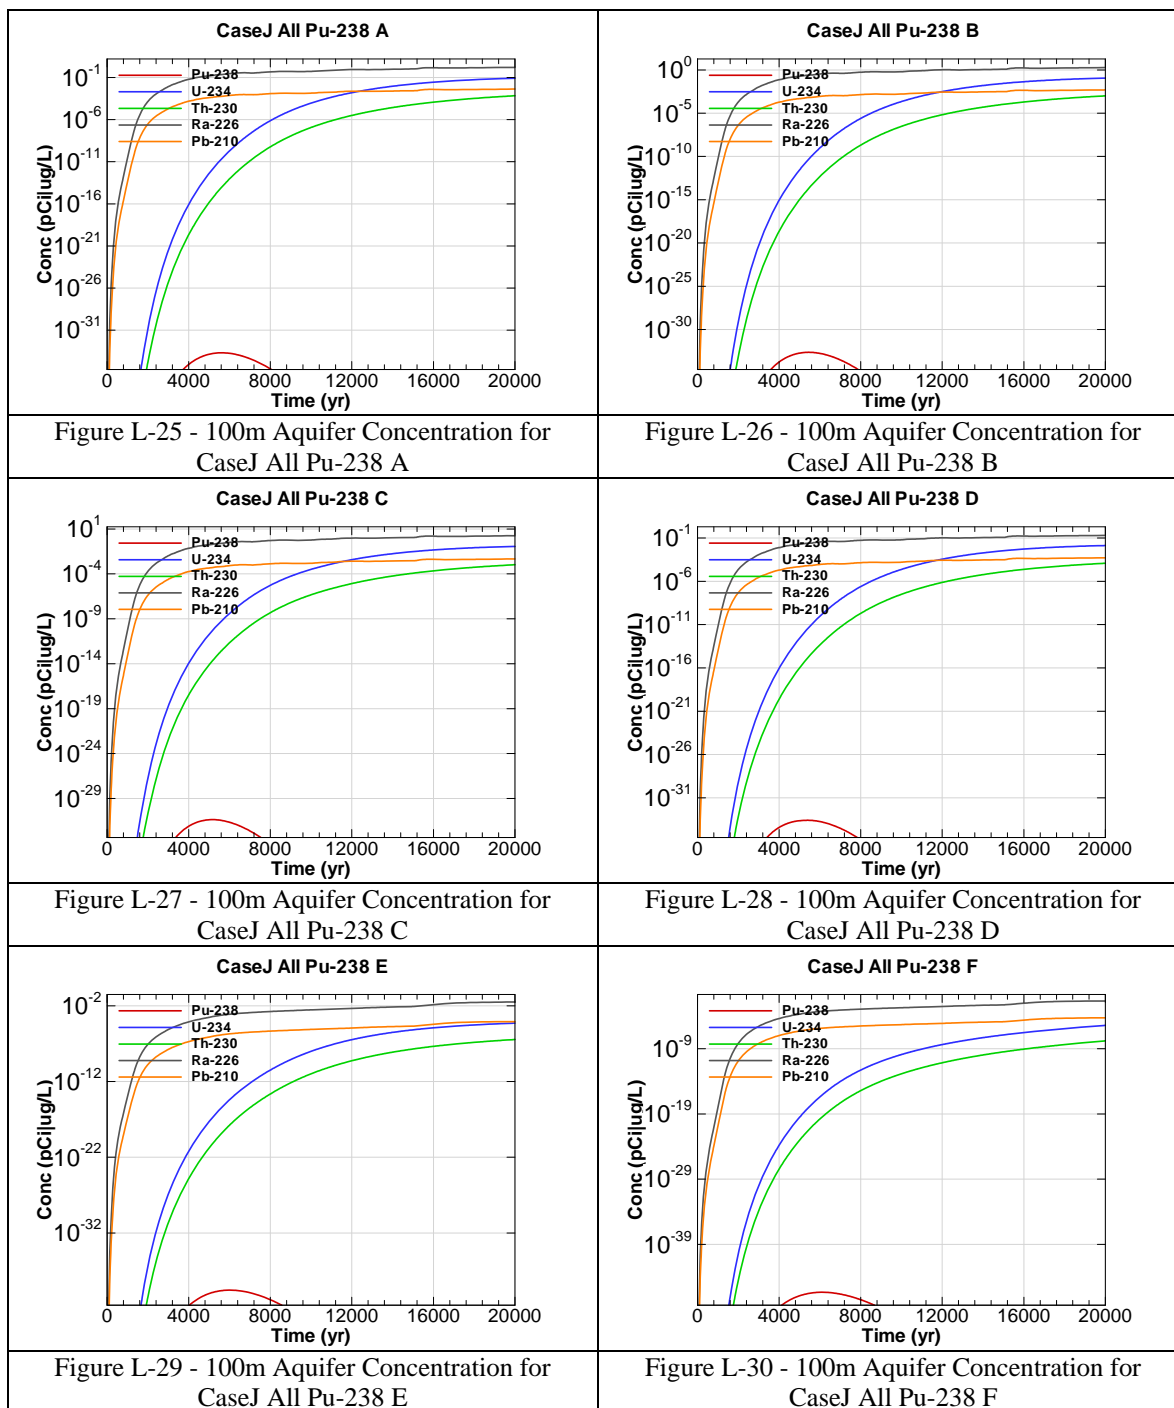 CaseJ All Pu-238 A
Conc (pCi|ug/L)
10^-1
10^-6
10^-11
10^-16
10^-21
10^-26
10^-31
Pu-238
U-234
Th-230
Ra-226
Pb-210
0 4000 8000 12000 16000 20000
Time (yr)
Figure L-25 - 100m Aquifer Concentration for
CaseJ All Pu-238 A
CaseJ All Pu-238 B
Conc (pCi|ug/L)
10^0
10^-5
10^-10
10^-15
10^-20
10^-25
10^-30
Pu-238
U-234
Th-230
Ra-226
Pb-210
0 4000 8000 12000 16000 20000
Time (yr)
Figure L-26 - 100m Aquifer Concentration for
CaseJ All Pu-238 B
CaseJ All Pu-238 C
Conc (pCi|ug/L)
10^1
10^-4
10^-9
10^-14
10^-19
10^-24
10^-29
Pu-238
U-234
Th-230
Ra-226
Pb-210
0 4000 8000 12000 16000 20000
Time (yr)
Figure L-27 - 100m Aquifer Concentration for
CaseJ All Pu-238 C
CaseJ All Pu-238 D
Conc (pCi|ug/L)
10^-1
10^-6
10^-11
10^-16
10^-21
10^-26
10^-31
Pu-238
U-234
Th-230
Ra-226
Pb-210
0 4000 8000 12000 16000 20000
Time (yr)
Figure L-28 - 100m Aquifer Concentration for
CaseJ All Pu-238 D
CaseJ All Pu-238 E
Conc (pCi|ug/L)
10^-2
10^-12
10^-22
10^-32
Pu-238
U-234
Th-230
Ra-226
Pb-210
0 4000 8000 12000 16000 20000
Time (yr)
Figure L-29 - 100m Aquifer Concentration for
CaseJ All Pu-238 E
CaseJ All Pu-238 F
Conc (pCi|ug/L)
10^-9
10^-19
10^-29
10^-39
Pu-238
U-234
Th-230
Ra-226
Pb-210
0 4000 8000 12000 16000 20000
Time (yr)
Figure L-30 - 100m Aquifer Concentration for
CaseJ All Pu-238 F